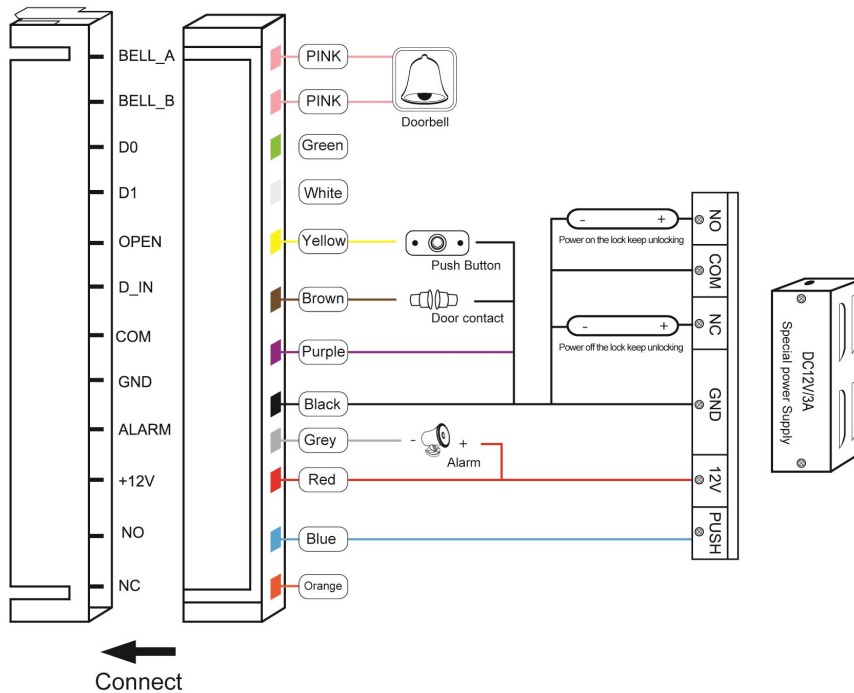 BELL_A
BELL_B
D0
D1
OPEN
D_IN
COM
GND
ALARM
+12V
NO
NC
PINK
PINK
Green
White
Yellow
Brown
Purple
Black
Grey
Red
Blue
Orange
Doorbell
Push Button
Door contact
- +
Alarm
- +
Power on the lock keep unlocking
- +
Power off the lock keep unlocking
NO
COM
NC
GND
12V
PUSH
DC12V/3A
Special power Supply
Connect